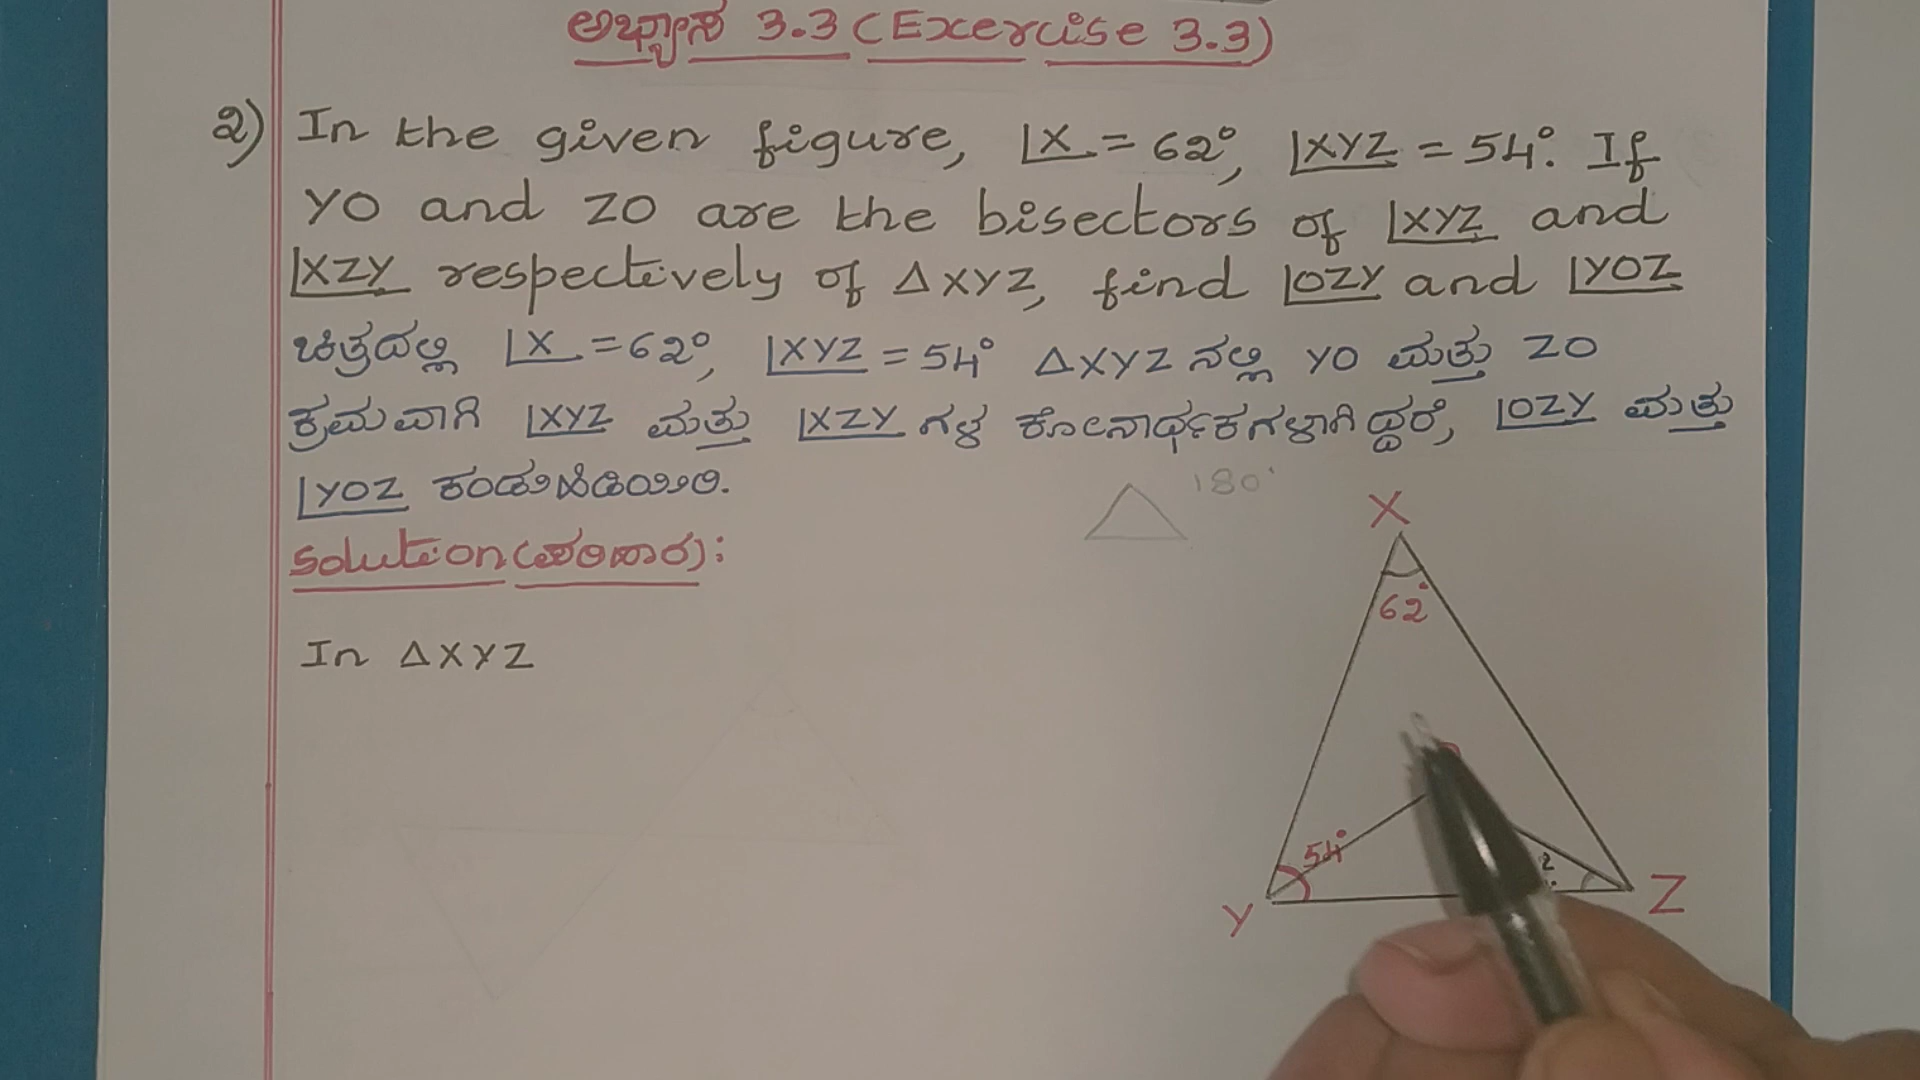 ಅಭ್ಯಾಸ 3.3 (Exercise 3.3)
2) In the given figure, ∠X = 62°, ∠XYZ = 54°. If
YO and ZO are the bisectors of ∠XYZ and
∠XZY respectively of ΔXYZ, find ∠OZY and ∠YOZ
ಚಿತ್ರದಲ್ಲಿ ∠X = 62°, ∠XYZ = 54° ΔXYZ ನಲ್ಲಿ YO ಮತ್ತು ZO
ಕ್ರಮವಾಗಿ ∠XYZ ಮತ್ತು ∠XZY ಗಳ ಕೋನಾರ್ಧಕಗಳಾಗಿದ್ದರೆ, ∠OZY ಮತ್ತು
∠YOZ ಕಂಡುಹಿಡಿಯಿರಿ.
180°
X
Solution (ಪರಿಹಾರ):
62°
In ΔXYZ
54°
?
Y
Z